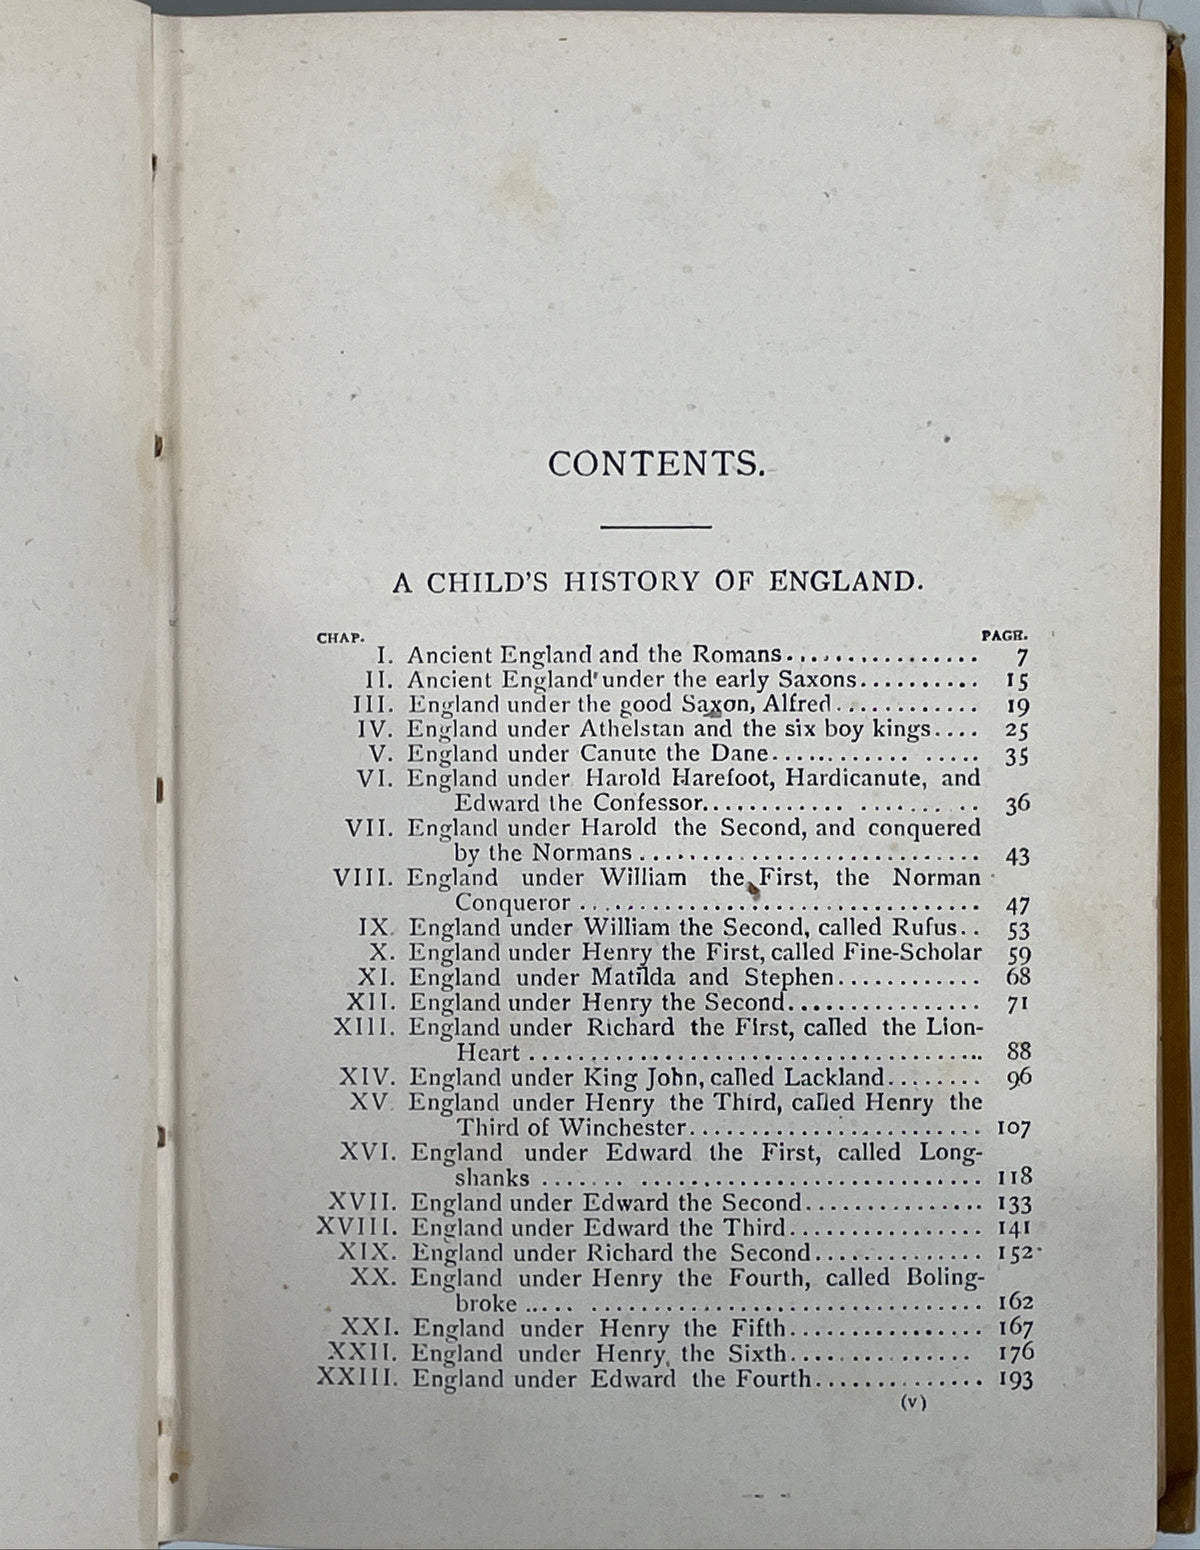 CONTENTS.
A CHILD'S HISTORY OF ENGLAND.
CHAP. PAGE.
I. Ancient England and the Romans................ 7
II. Ancient England under the early Saxons.......... 15
III. England under the good Saxon, Alfred............ 19
IV. England under Athelstan and the six boy kings.... 25
V. England under Canute the Dane............ ..... 35
VI. England under Harold Harefoot, Hardicanute, and
Edward the Confessor............ ........ .. 36
VII. England under Harold the Second, and conquered
by the Normans ............................ 43
VIII. England under William the First, the Norman
Conqueror ................................. 47
IX. England under William the Second, called Rufus.. 53
X. England under Henry the First, called Fine-Scholar 59
XI. England under Matilda and Stephen............ 68
XII. England under Henry the Second................ 71
XIII. England under Richard the First, called the Lion-
Heart ..................................... 88
XIV. England under King John, called Lackland........ 96
XV. England under Henry the Third, called Henry the
Third of Winchester........................ 107
XVI. England under Edward the First, called Long-
shanks ....... .......................... 118
XVII. England under Edward the Second............... 133
XVIII. England under Edward the Third................ 141
XIX. England under Richard the Second.............. 152
XX. England under Henry the Fourth, called Boling-
broke ..... ................................ 162
XXI. England under Henry the Fifth................ 167
XXII. England under Henry the Sixth............... 176
XXIII. England under Edward the Fourth.............. 193
(v)